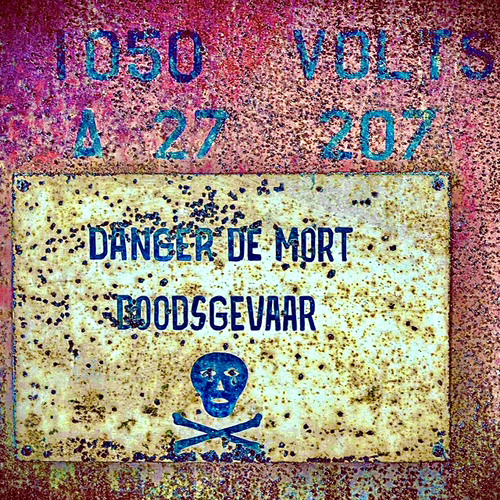 1050 VOLTS
A 27 207
DANGER DE MORT
DOODSGEVAAR